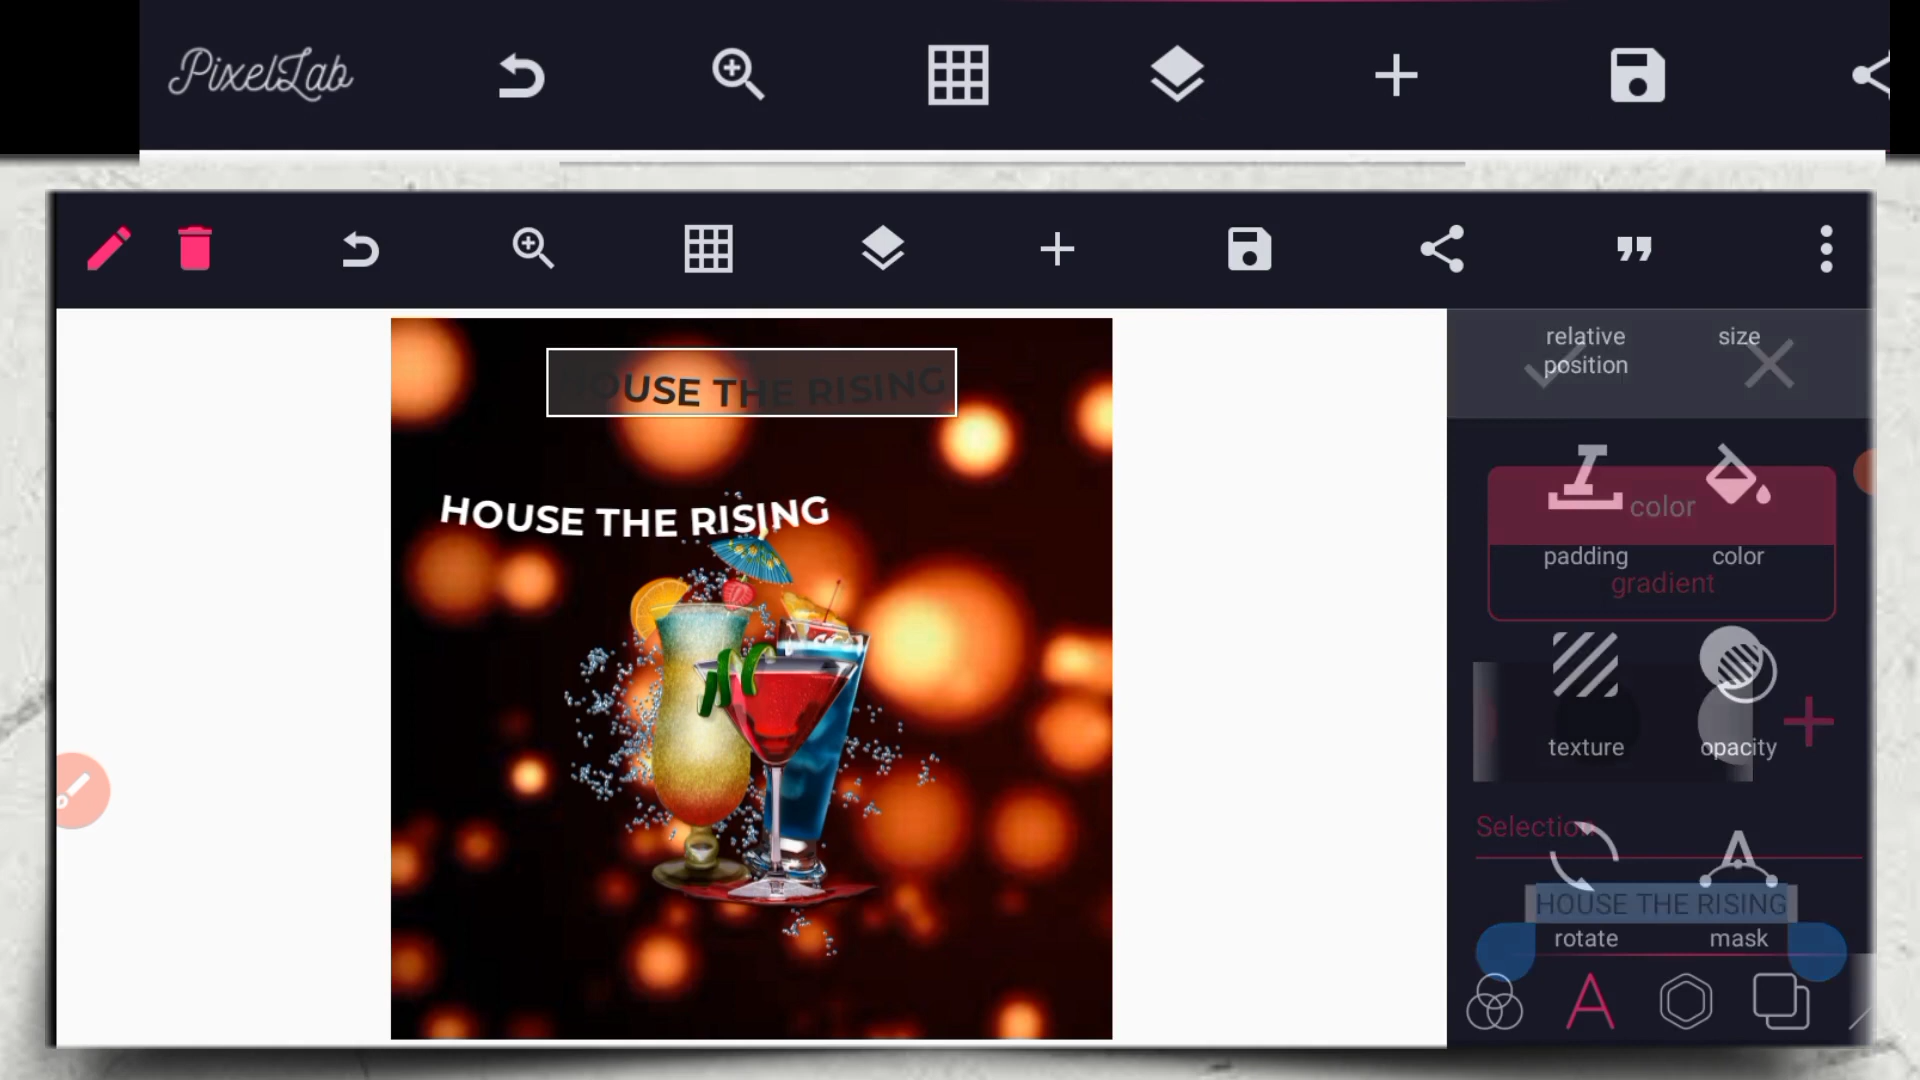 PixelLab
relative position
size
HOUSE THE RISING
color
padding
color
gradient
HOUSE THE RISING
texture
opacity
Selection
HOUSE THE RISING
rotate
mask